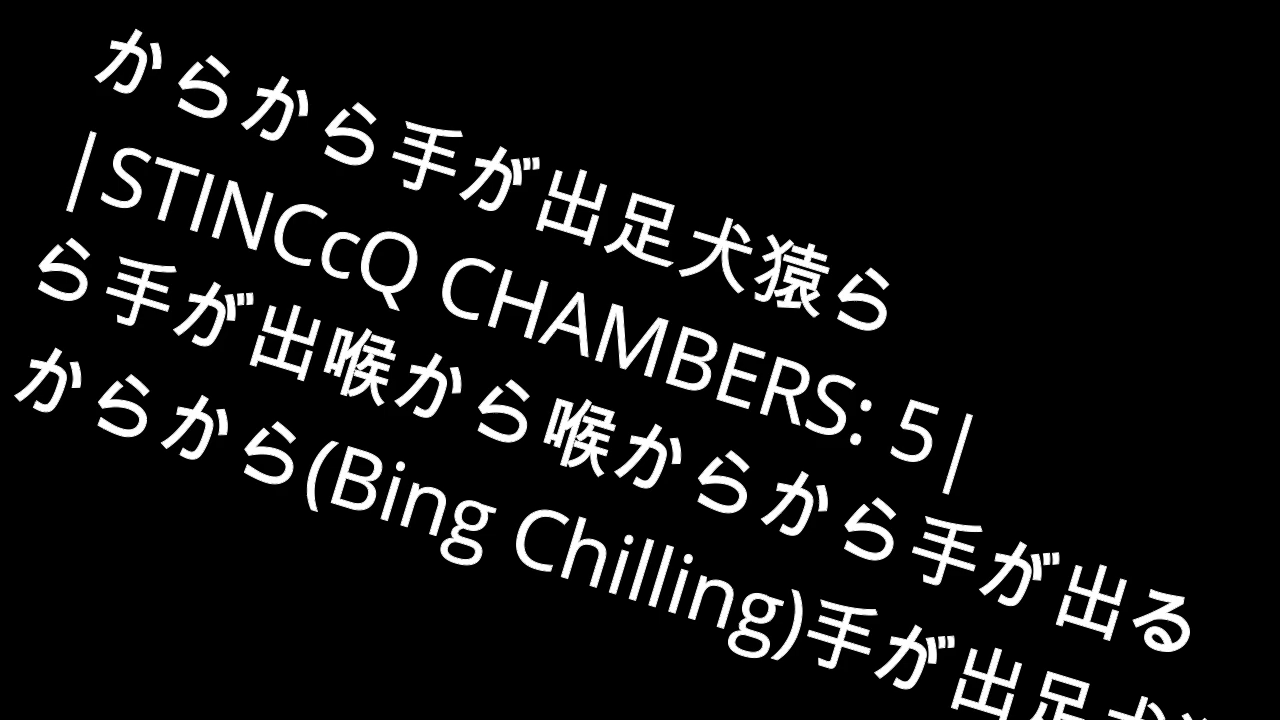 からから手が出足犬猿ら
|STINCcQ CHAMBERS: 5|
ら手が出喉から喉からから手が出る
からから(Bing Chilling)手が出足犬